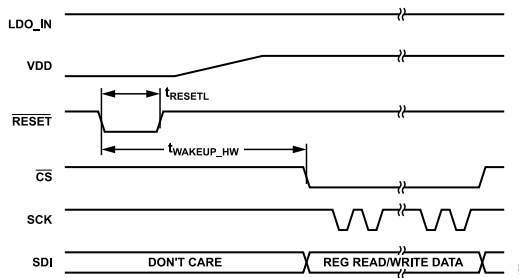 LDO_IN
VDD
tRESETL
RESET
tWAKEUP_HW
CS
SCK
SDI
DON'T CARE
REG READ/WRITE DATA